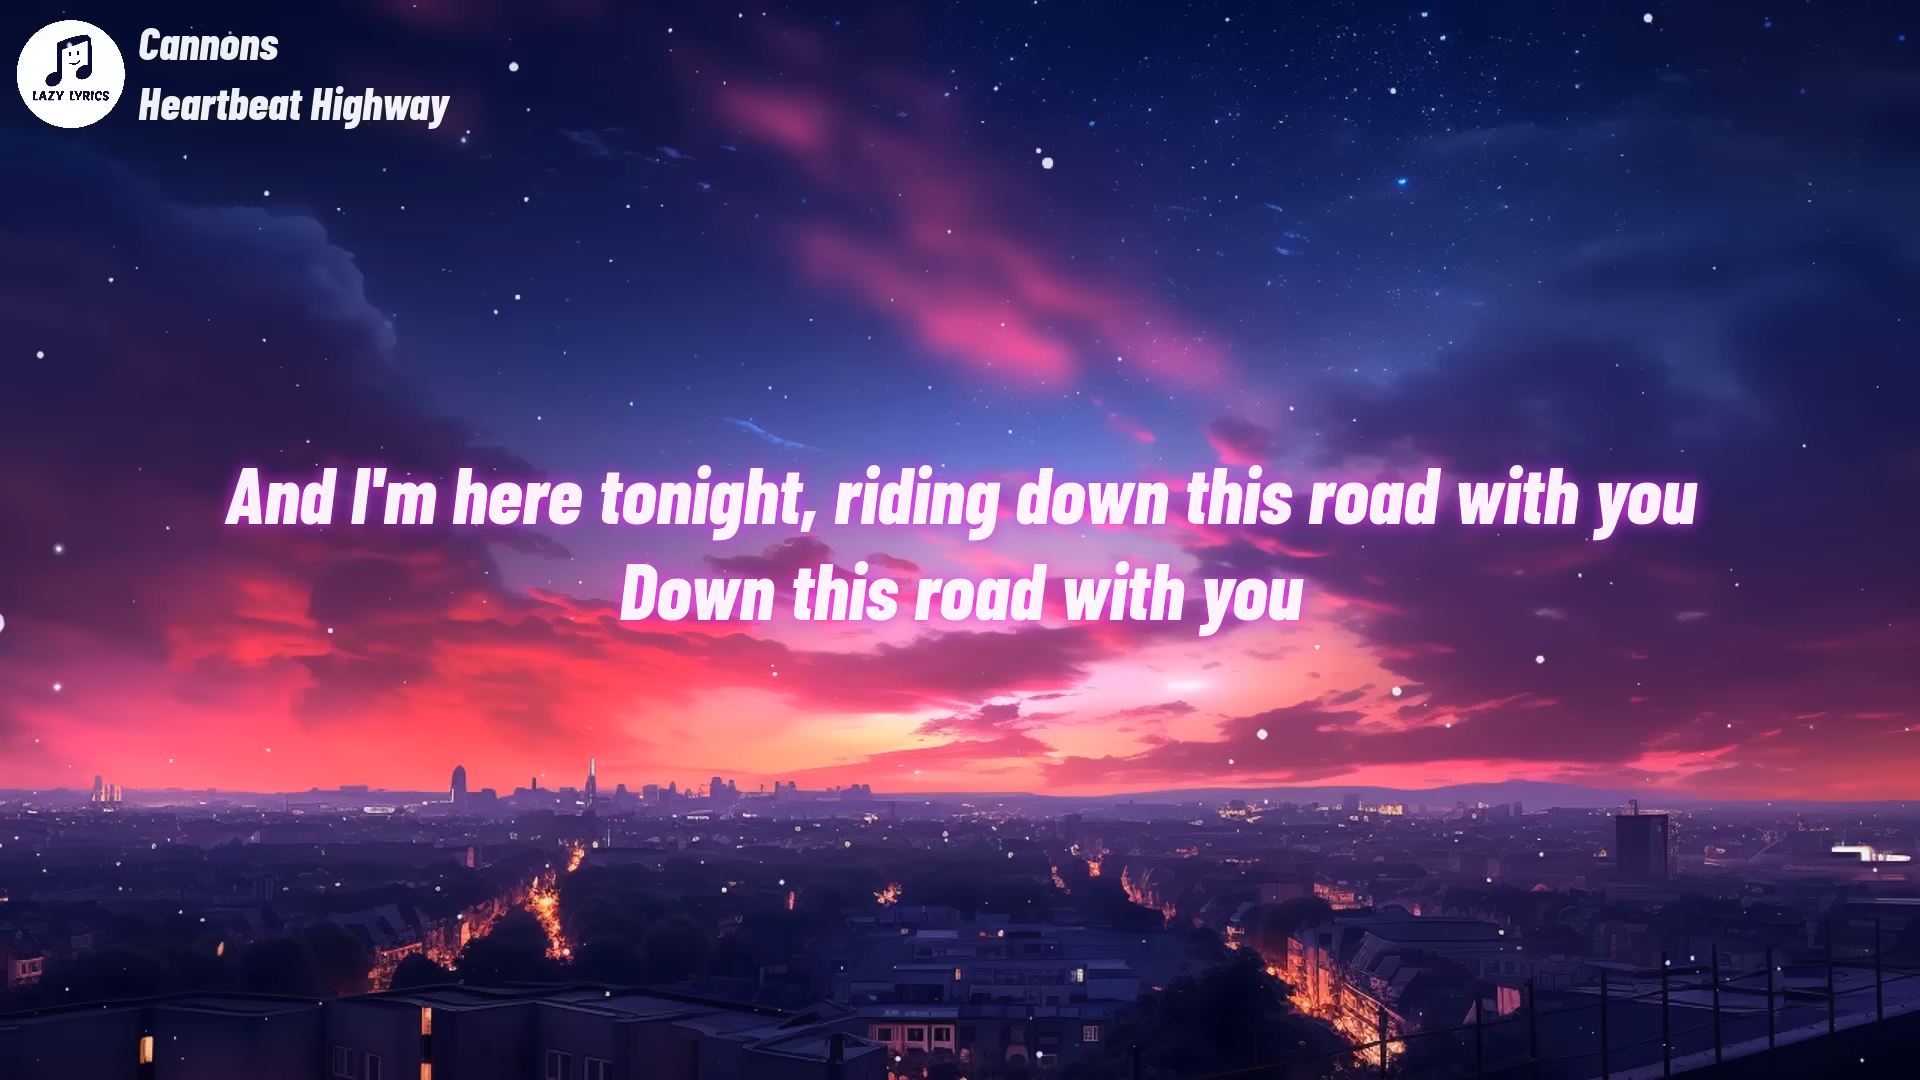 LAZY LYRICS
Cannons
Heartbeat Highway
And I'm here tonight, riding down this road with you
Down this road with you